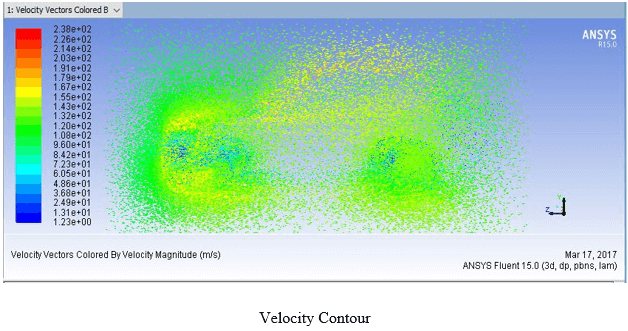 1: Velocity Vectors Colored B
2.38e+02
2.26e+02
2.14e+02
2.03e+02
1.91e+02
1.79e+02
1.67e+02
1.55e+02
1.43e+02
1.32e+02
1.20e+02
1.08e+02
9.60e+01
8.42e+01
7.23e+01
6.05e+01
4.86e+01
3.68e+01
2.49e+01
1.31e+01
1.23e+00
ANSYS
R15.0
Y
Z
Velocity Vectors Colored By Velocity Magnitude (m/s)
Mar 17, 2017
ANSYS Fluent 15.0 (3d, dp, pbns, lam)
Velocity Contour